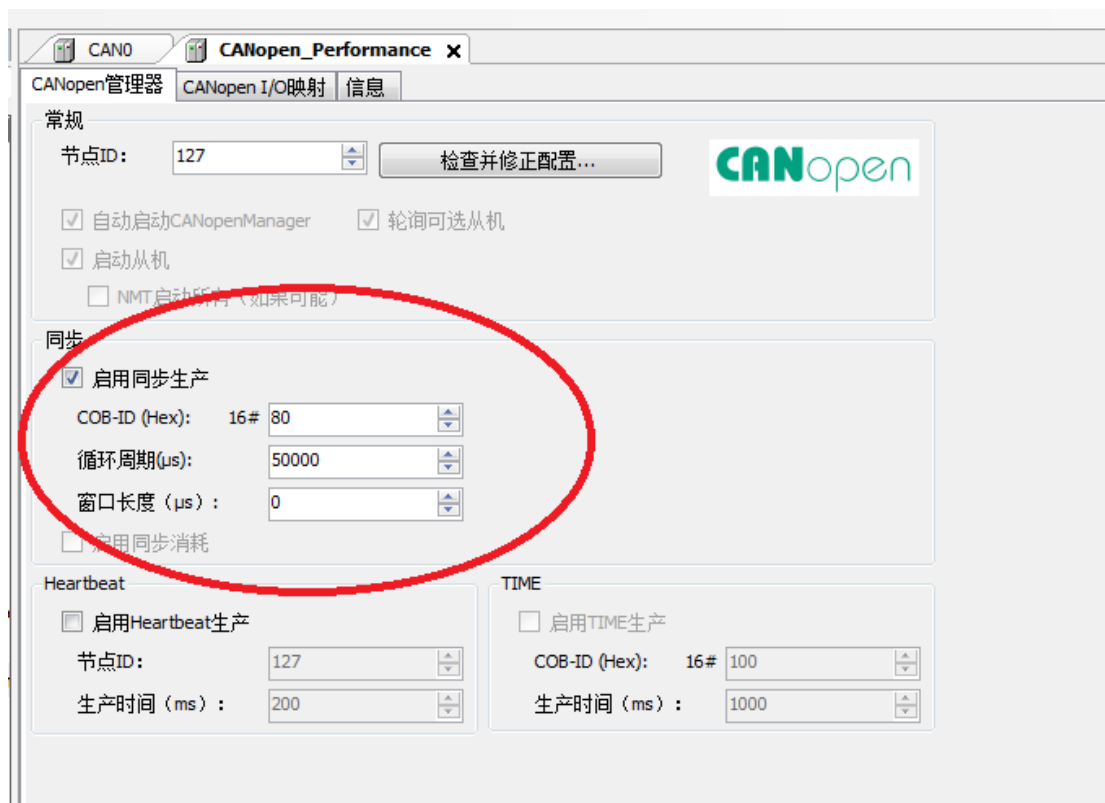 CAN0 CANopen_Performance x
CANopen管理器 CANopen I/O映射 信息
常规
节点ID: 127 检查并修正配置... CANopen
自动启动CANopenManager 轮询可选从机
启动从机
NMT启动所有（如果可能）
同步
启用同步生产
COB-ID (Hex): 16# 80
循环周期(µs): 50000
窗口长度（µs）: 0
启用同步消耗
Heartbeat TIME
启用Heartbeat生产 启用TIME生产
节点ID: 127 COB-ID (Hex): 16# 100
生产时间（ms）: 200 生产时间（ms）: 1000